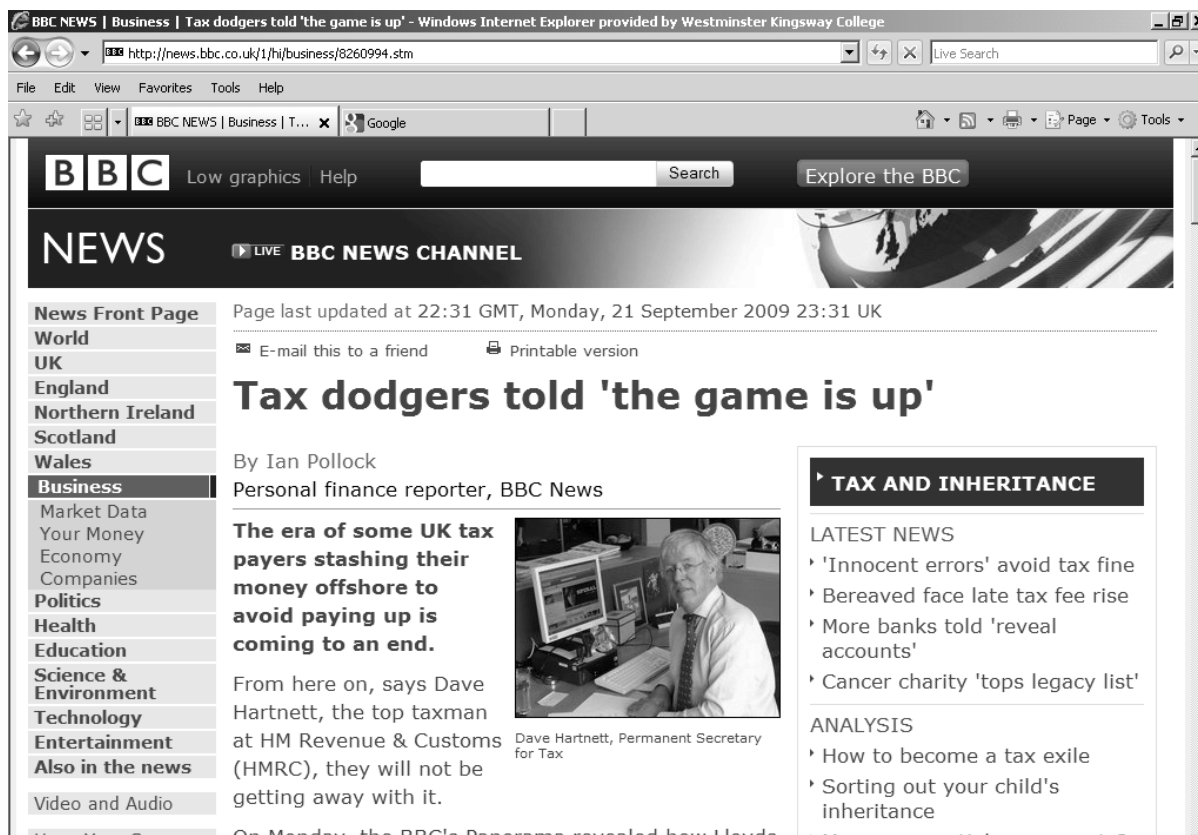 BBC NEWS | Business | Tax dodgers told 'the game is up' - Windows Internet Explorer provided by Westminster Kingsway College
BBC http://news.bbc.co.uk/1/hi/business/8260994.stm
Live Search
File Edit View Favorites Tools Help
BBC BBC NEWS | Business | T...
Google
Page
Tools
BBC
Low graphics
Help
Search
Explore the BBC
NEWS
LIVE BBC NEWS CHANNEL
News Front Page
World
UK
England
Northern Ireland
Scotland
Wales
Business
Market Data
Your Money
Economy
Companies
Politics
Health
Education
Science &
Environment
Technology
Entertainment
Also in the news
Video and Audio
Page last updated at 22:31 GMT, Monday, 21 September 2009 23:31 UK
E-mail this to a friend
Printable version
Tax dodgers told 'the game is up'
By Ian Pollock
Personal finance reporter, BBC News
The era of some UK tax
payers stashing their
money offshore to
avoid paying up is
coming to an end.
From here on, says Dave
Hartnett, the top taxman
at HM Revenue & Customs
(HMRC), they will not be
getting away with it.
On Monday, the BBC's Panorama revealed how Lloyds
Dave Hartnett, Permanent Secretary
for Tax
TAX AND INHERITANCE
LATEST NEWS
'Innocent errors' avoid tax fine
Bereaved face late tax fee rise
More banks told 'reveal
accounts'
Cancer charity 'tops legacy list'
ANALYSIS
How to become a tax exile
Sorting out your child's
inheritance